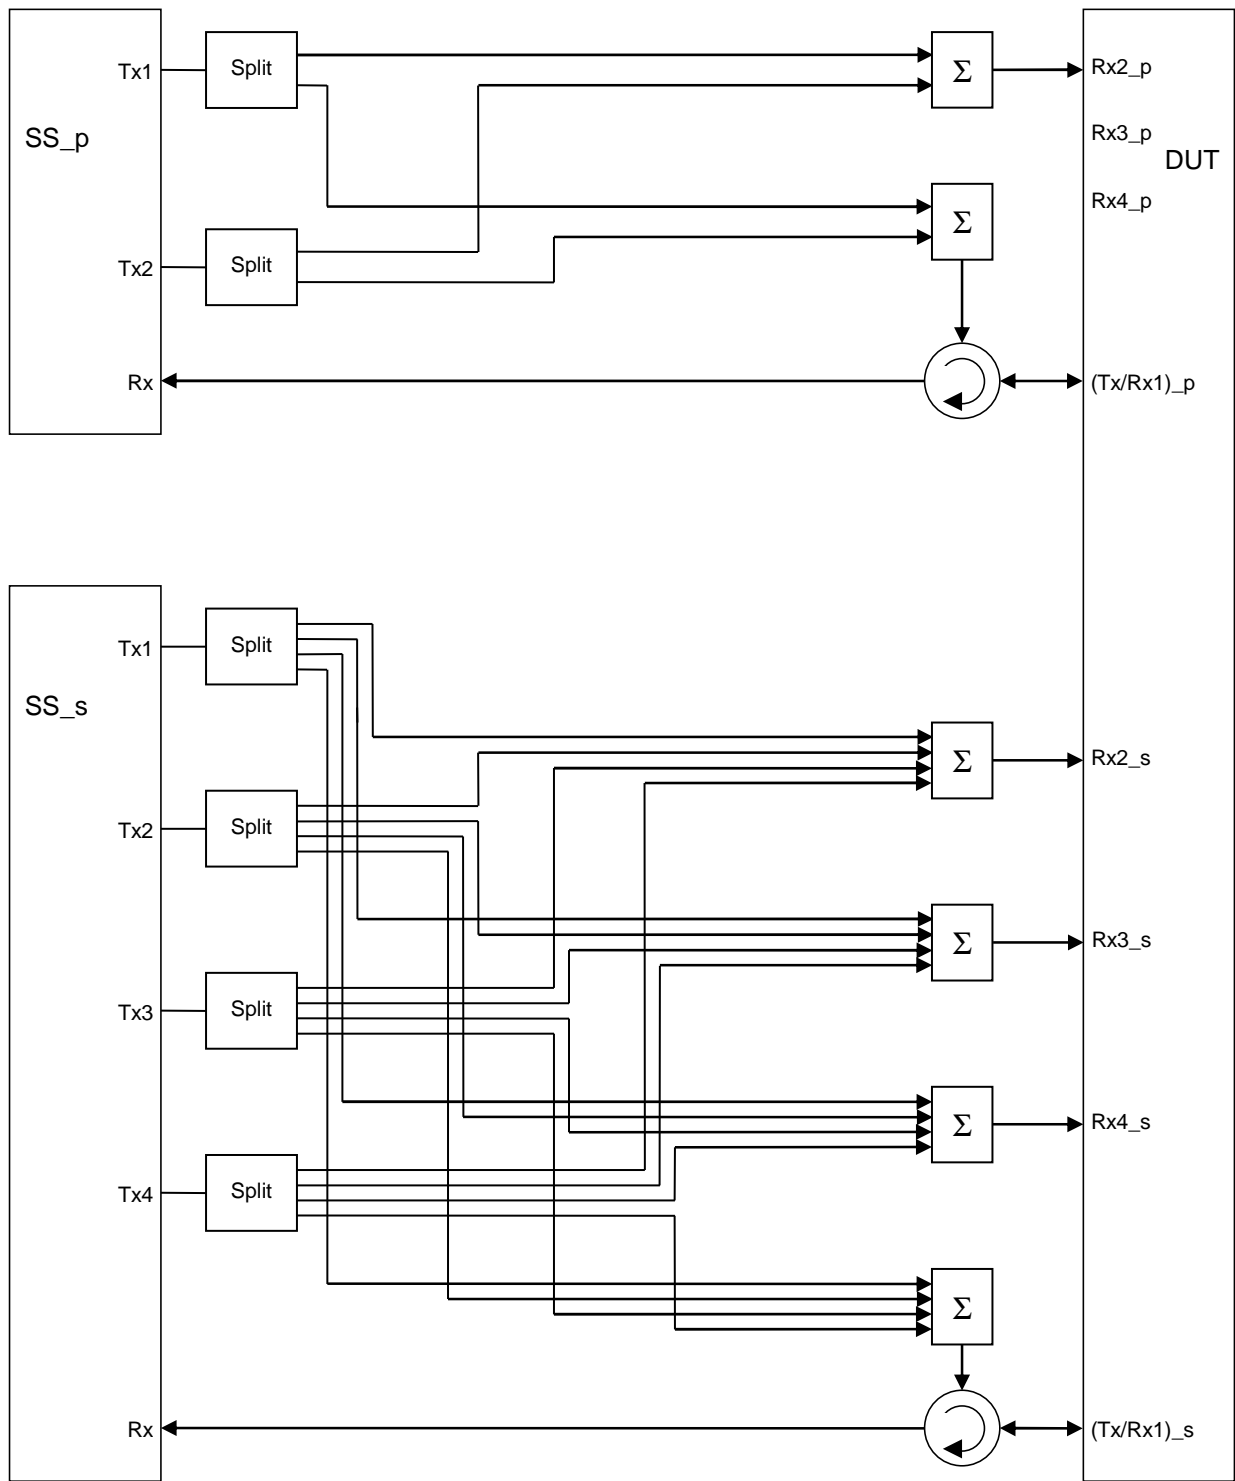 Tx1
Split
Σ
Rx2_p
SS_p
Rx3_p
DUT
Rx4_p
Σ
Tx2
Split
Rx
(Tx/Rx1)_p
Tx1
Split
SS_s
Σ
Rx2_s
Tx2
Split
Σ
Rx3_s
Tx3
Split
Σ
Rx4_s
Tx4
Split
Σ
Rx
(Tx/Rx1)_s